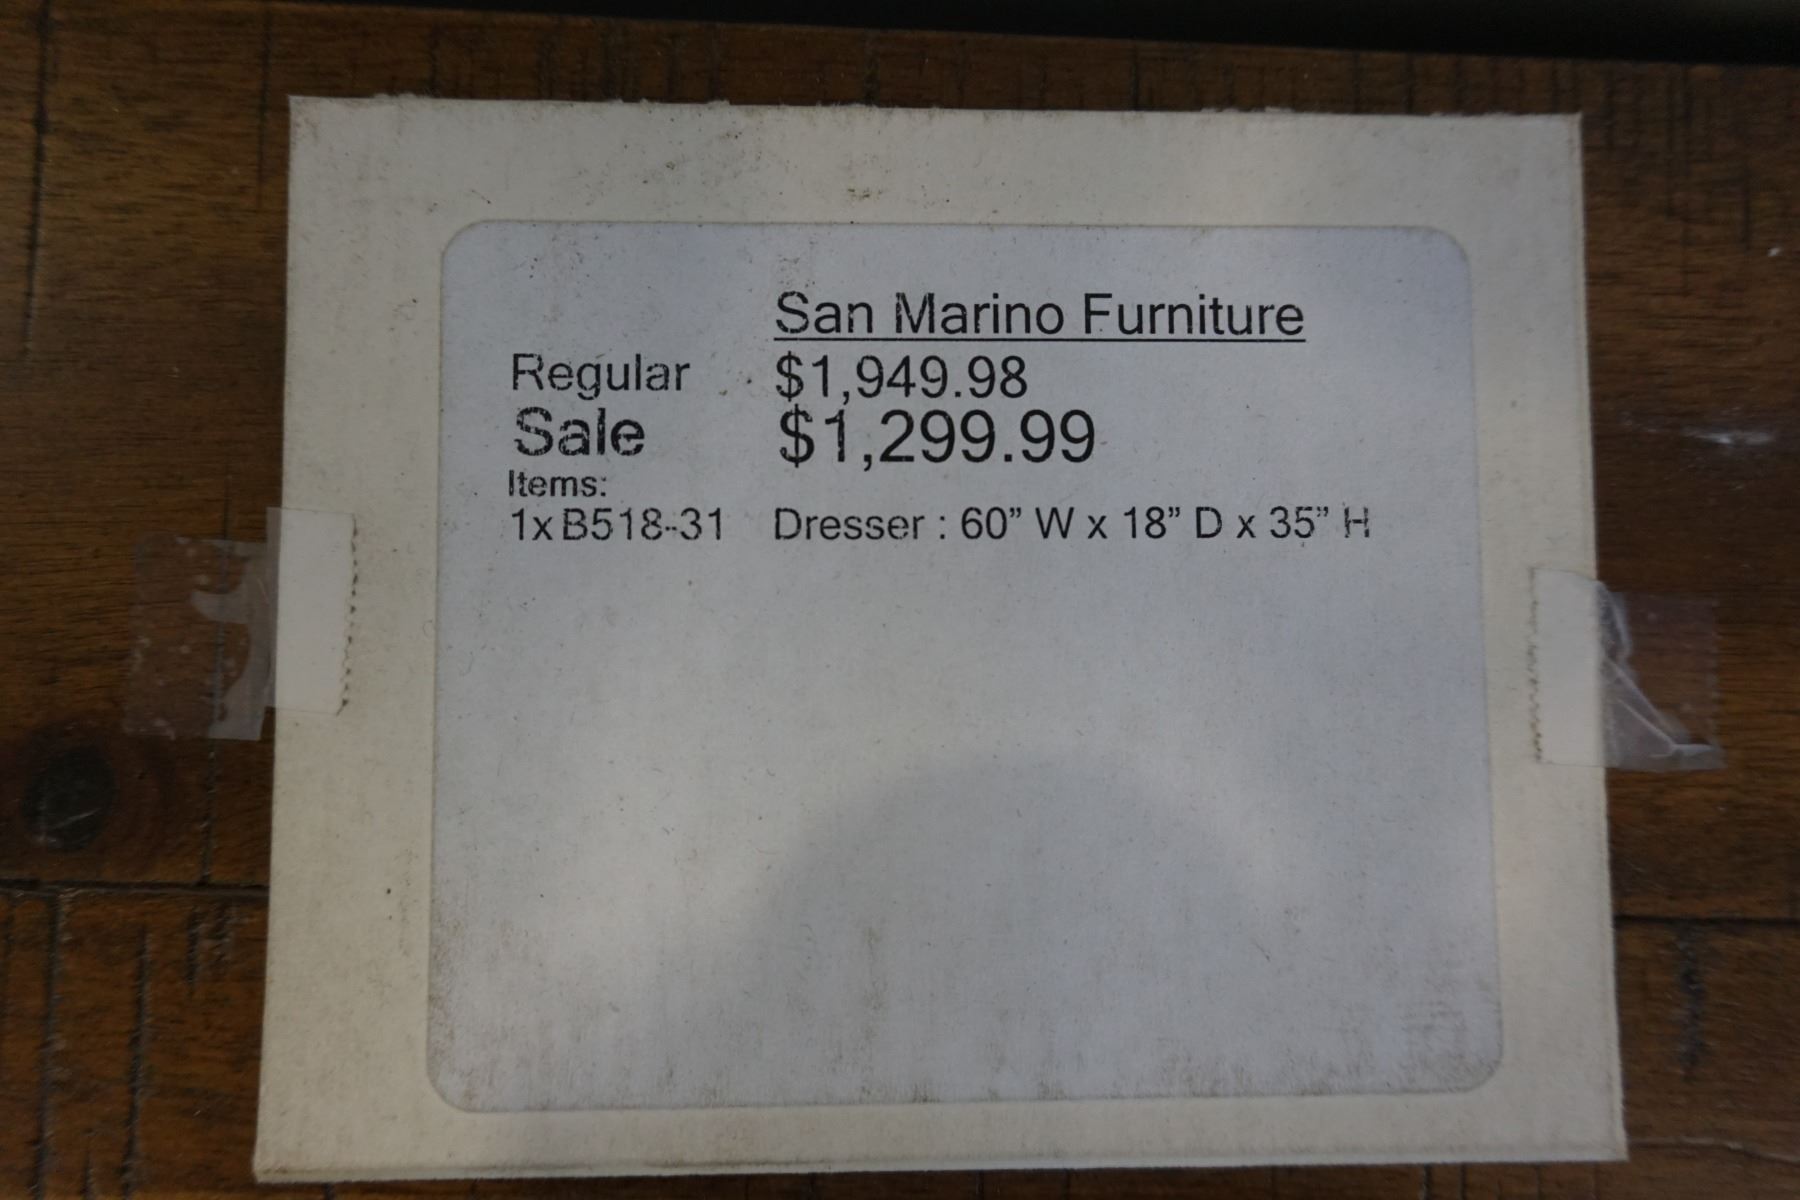 San Marino Furniture
Regular $1,949.98
Sale $1,299.99
Items:
1x B518-31 Dresser : 60” W x 18” D x 35” H